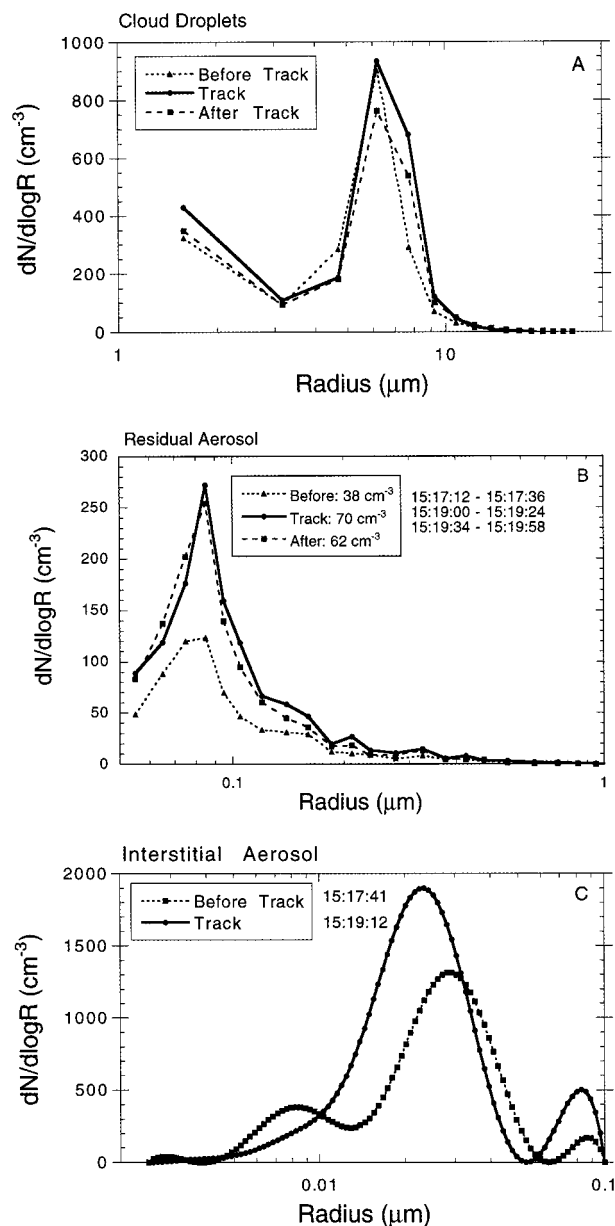 Cloud Droplets
A
Before Track
Track
After Track
1000
800
600
400
200
0
dN/dlogR (cm-3)
1
10
Radius (μm)
Residual Aerosol
B
Before: 38 cm-3
Track: 70 cm-3
After: 62 cm-3
15:17:12 - 15:17:36
15:19:00 - 15:19:24
15:19:34 - 15:19:58
300
250
200
150
100
50
0
dN/dlogR (cm-3)
0.1
1
Radius (μm)
Interstitial Aerosol
C
Before Track
Track
15:17:41
15:19:12
2000
1500
1000
500
0
dN/dlogR (cm-3)
0.01
0.1
Radius (μm)